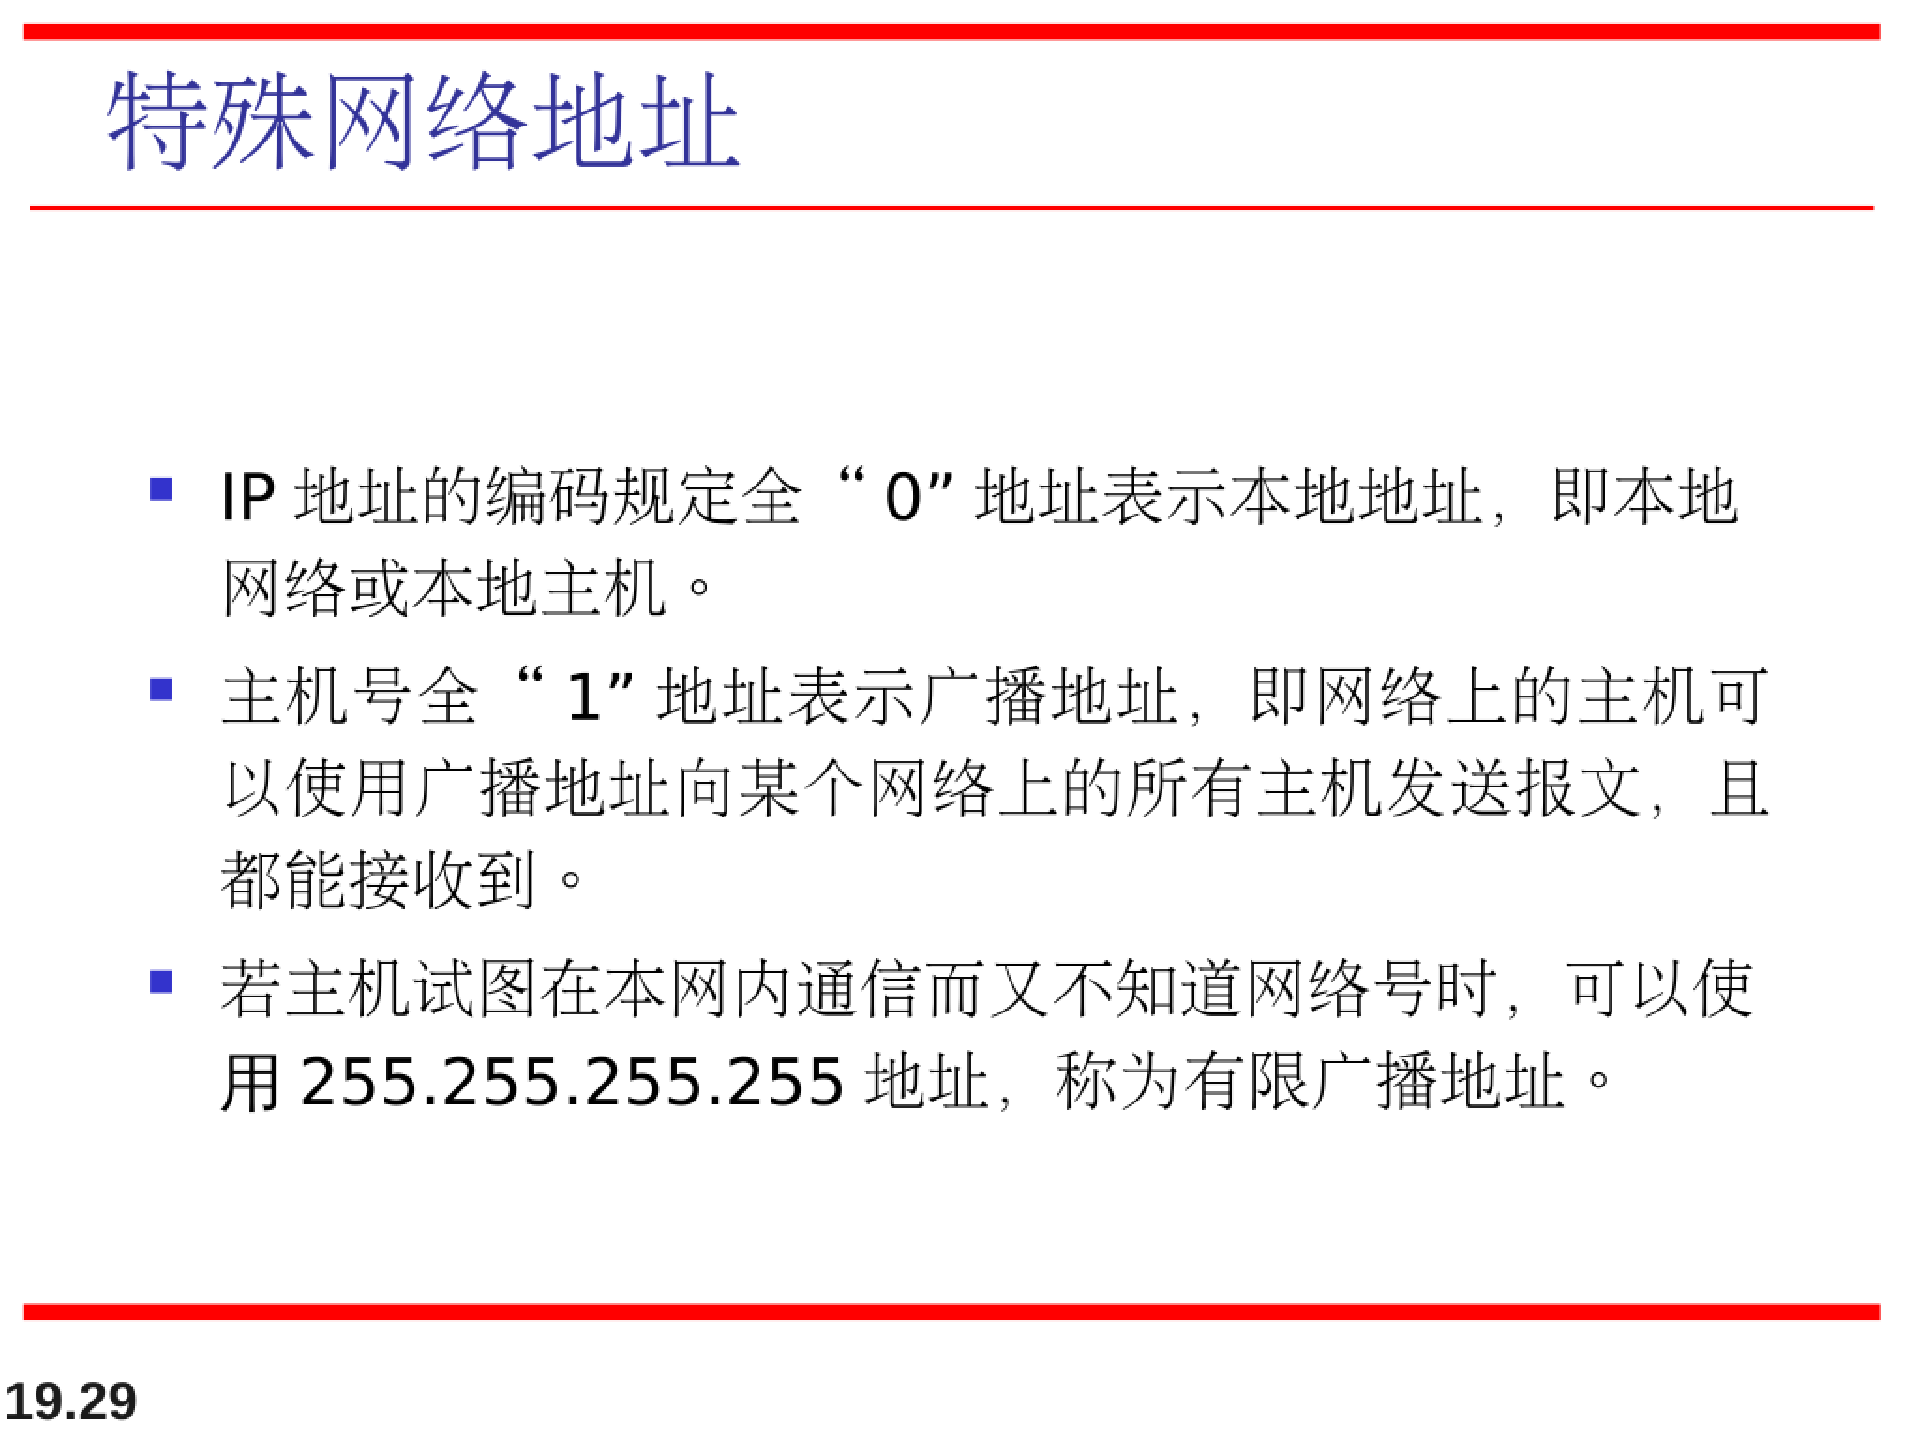 特殊网络地址
IP 地址的编码规定全“ 0” 地址表示本地地址，即本地
网络或本地主机。
主机号全“ 1” 地址表示广播地址，即网络上的主机可
以使用广播地址向某个网络上的所有主机发送报文，且
都能接收到。
若主机试图在本网内通信而又不知道网络号时，可以使
用 255.255.255.255 地址，称为有限广播地址。
19.29